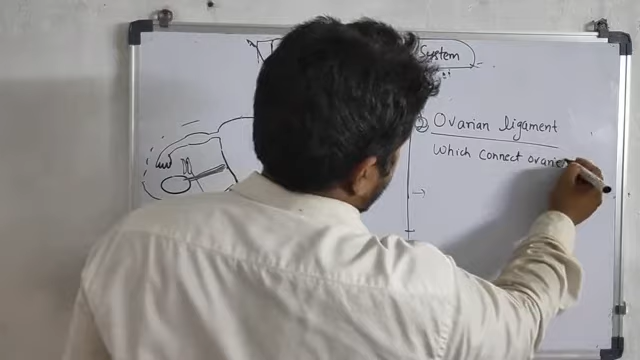 System
② Ovarian ligament
Which Connect ovaries